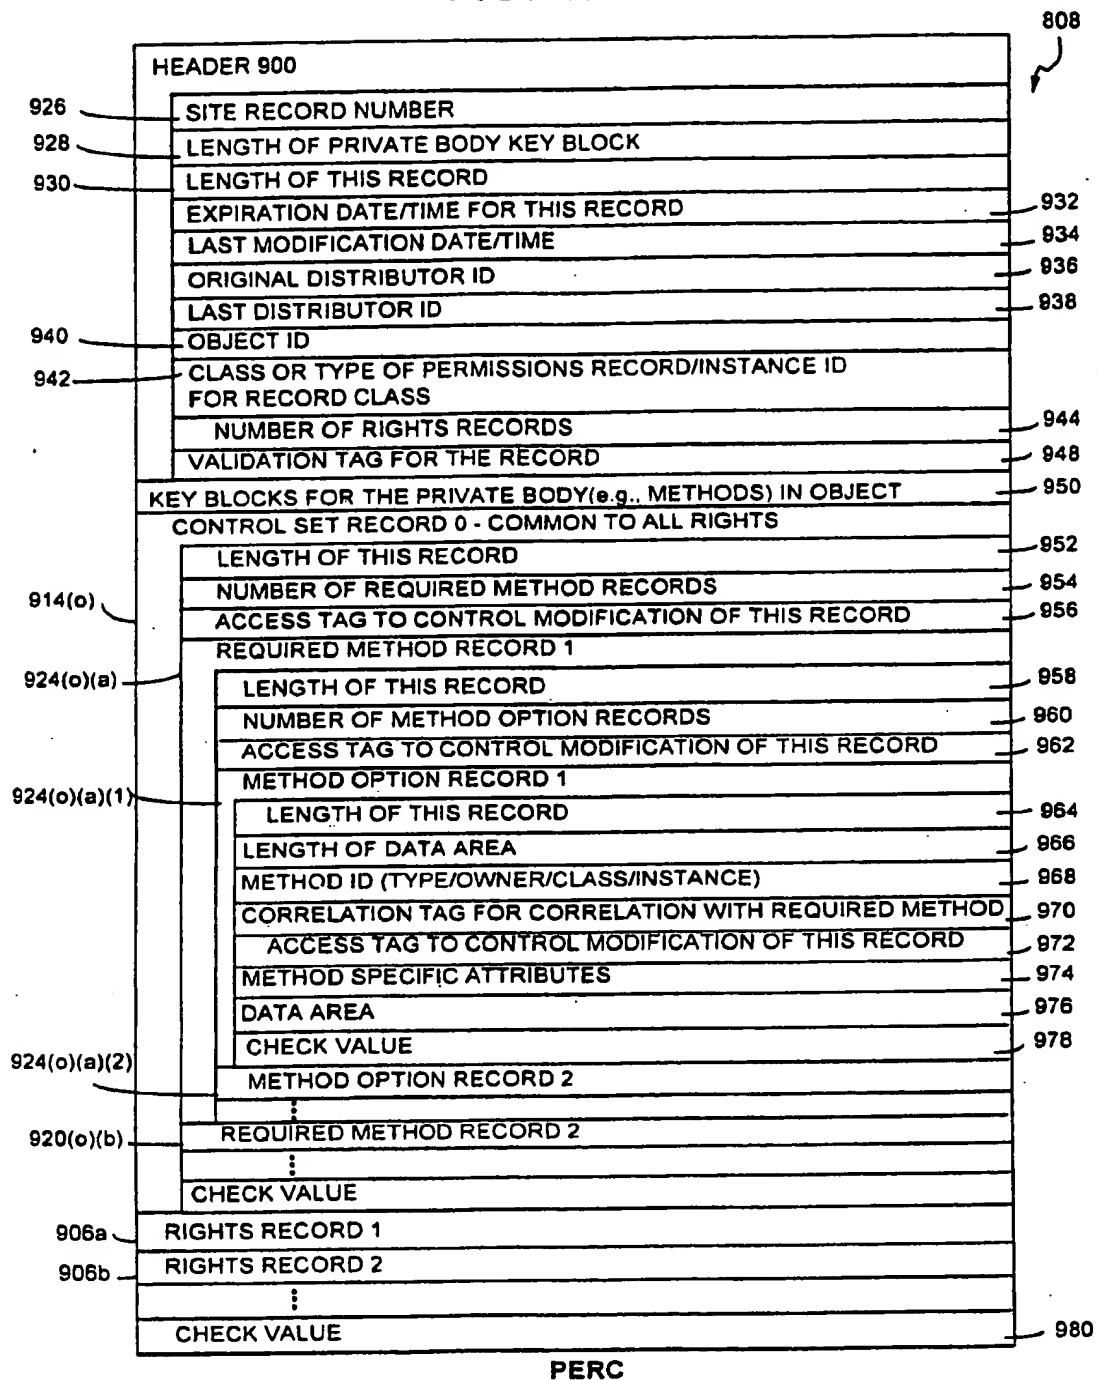 808
HEADER 900
926 SITE RECORD NUMBER
928 LENGTH OF PRIVATE BODY KEY BLOCK
930 LENGTH OF THIS RECORD
EXPIRATION DATE/TIME FOR THIS RECORD 932
LAST MODIFICATION DATE/TIME 934
ORIGINAL DISTRIBUTOR ID 936
LAST DISTRIBUTOR ID 938
940 OBJECT ID
942 CLASS OR TYPE OF PERMISSIONS RECORD/INSTANCE ID
FOR RECORD CLASS
NUMBER OF RIGHTS RECORDS 944
VALIDATION TAG FOR THE RECORD 948
KEY BLOCKS FOR THE PRIVATE BODY(e.g., METHODS) IN OBJECT 950
CONTROL SET RECORD 0 - COMMON TO ALL RIGHTS
LENGTH OF THIS RECORD 952
NUMBER OF REQUIRED METHOD RECORDS 954
914(o) ACCESS TAG TO CONTROL MODIFICATION OF THIS RECORD 956
REQUIRED METHOD RECORD 1
924(o)(a) LENGTH OF THIS RECORD 958
NUMBER OF METHOD OPTION RECORDS 960
ACCESS TAG TO CONTROL MODIFICATION OF THIS RECORD 962
924(o)(a)(1) METHOD OPTION RECORD 1
LENGTH OF THIS RECORD 964
LENGTH OF DATA AREA 966
METHOD ID (TYPE/OWNER/CLASS/INSTANCE) 968
CORRELATION TAG FOR CORRELATION WITH REQUIRED METHOD 970
ACCESS TAG TO CONTROL MODIFICATION OF THIS RECORD 972
METHOD SPECIFIC ATTRIBUTES 974
DATA AREA 976
CHECK VALUE 978
924(o)(a)(2) METHOD OPTION RECORD 2
920(o)(b) REQUIRED METHOD RECORD 2
CHECK VALUE
906a RIGHTS RECORD 1
906b RIGHTS RECORD 2
CHECK VALUE 980
PERC